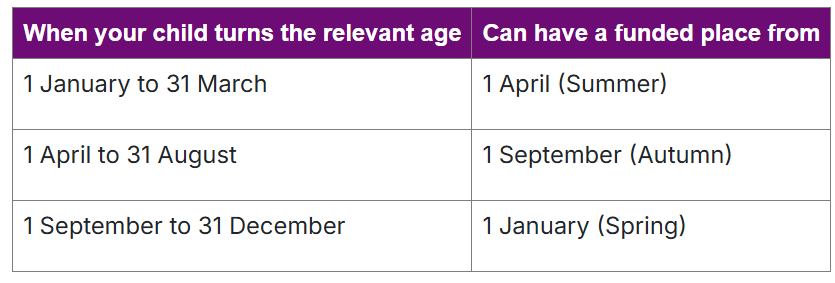 When your child turns the relevant age Can have a funded place from
1 January to 31 March 1 April (Summer)
1 April to 31 August 1 September (Autumn)
1 September to 31 December 1 January (Spring)